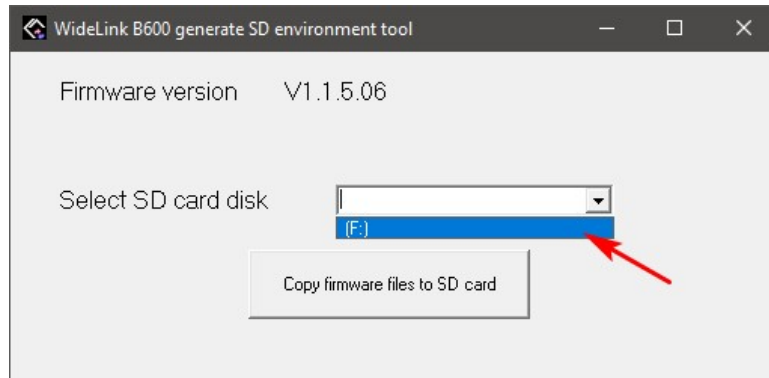 WideLink B600 generate SD environment tool
Firmware version V1.1.5.06
Select SD card disk
(F:)
Copy firmware files to SD card